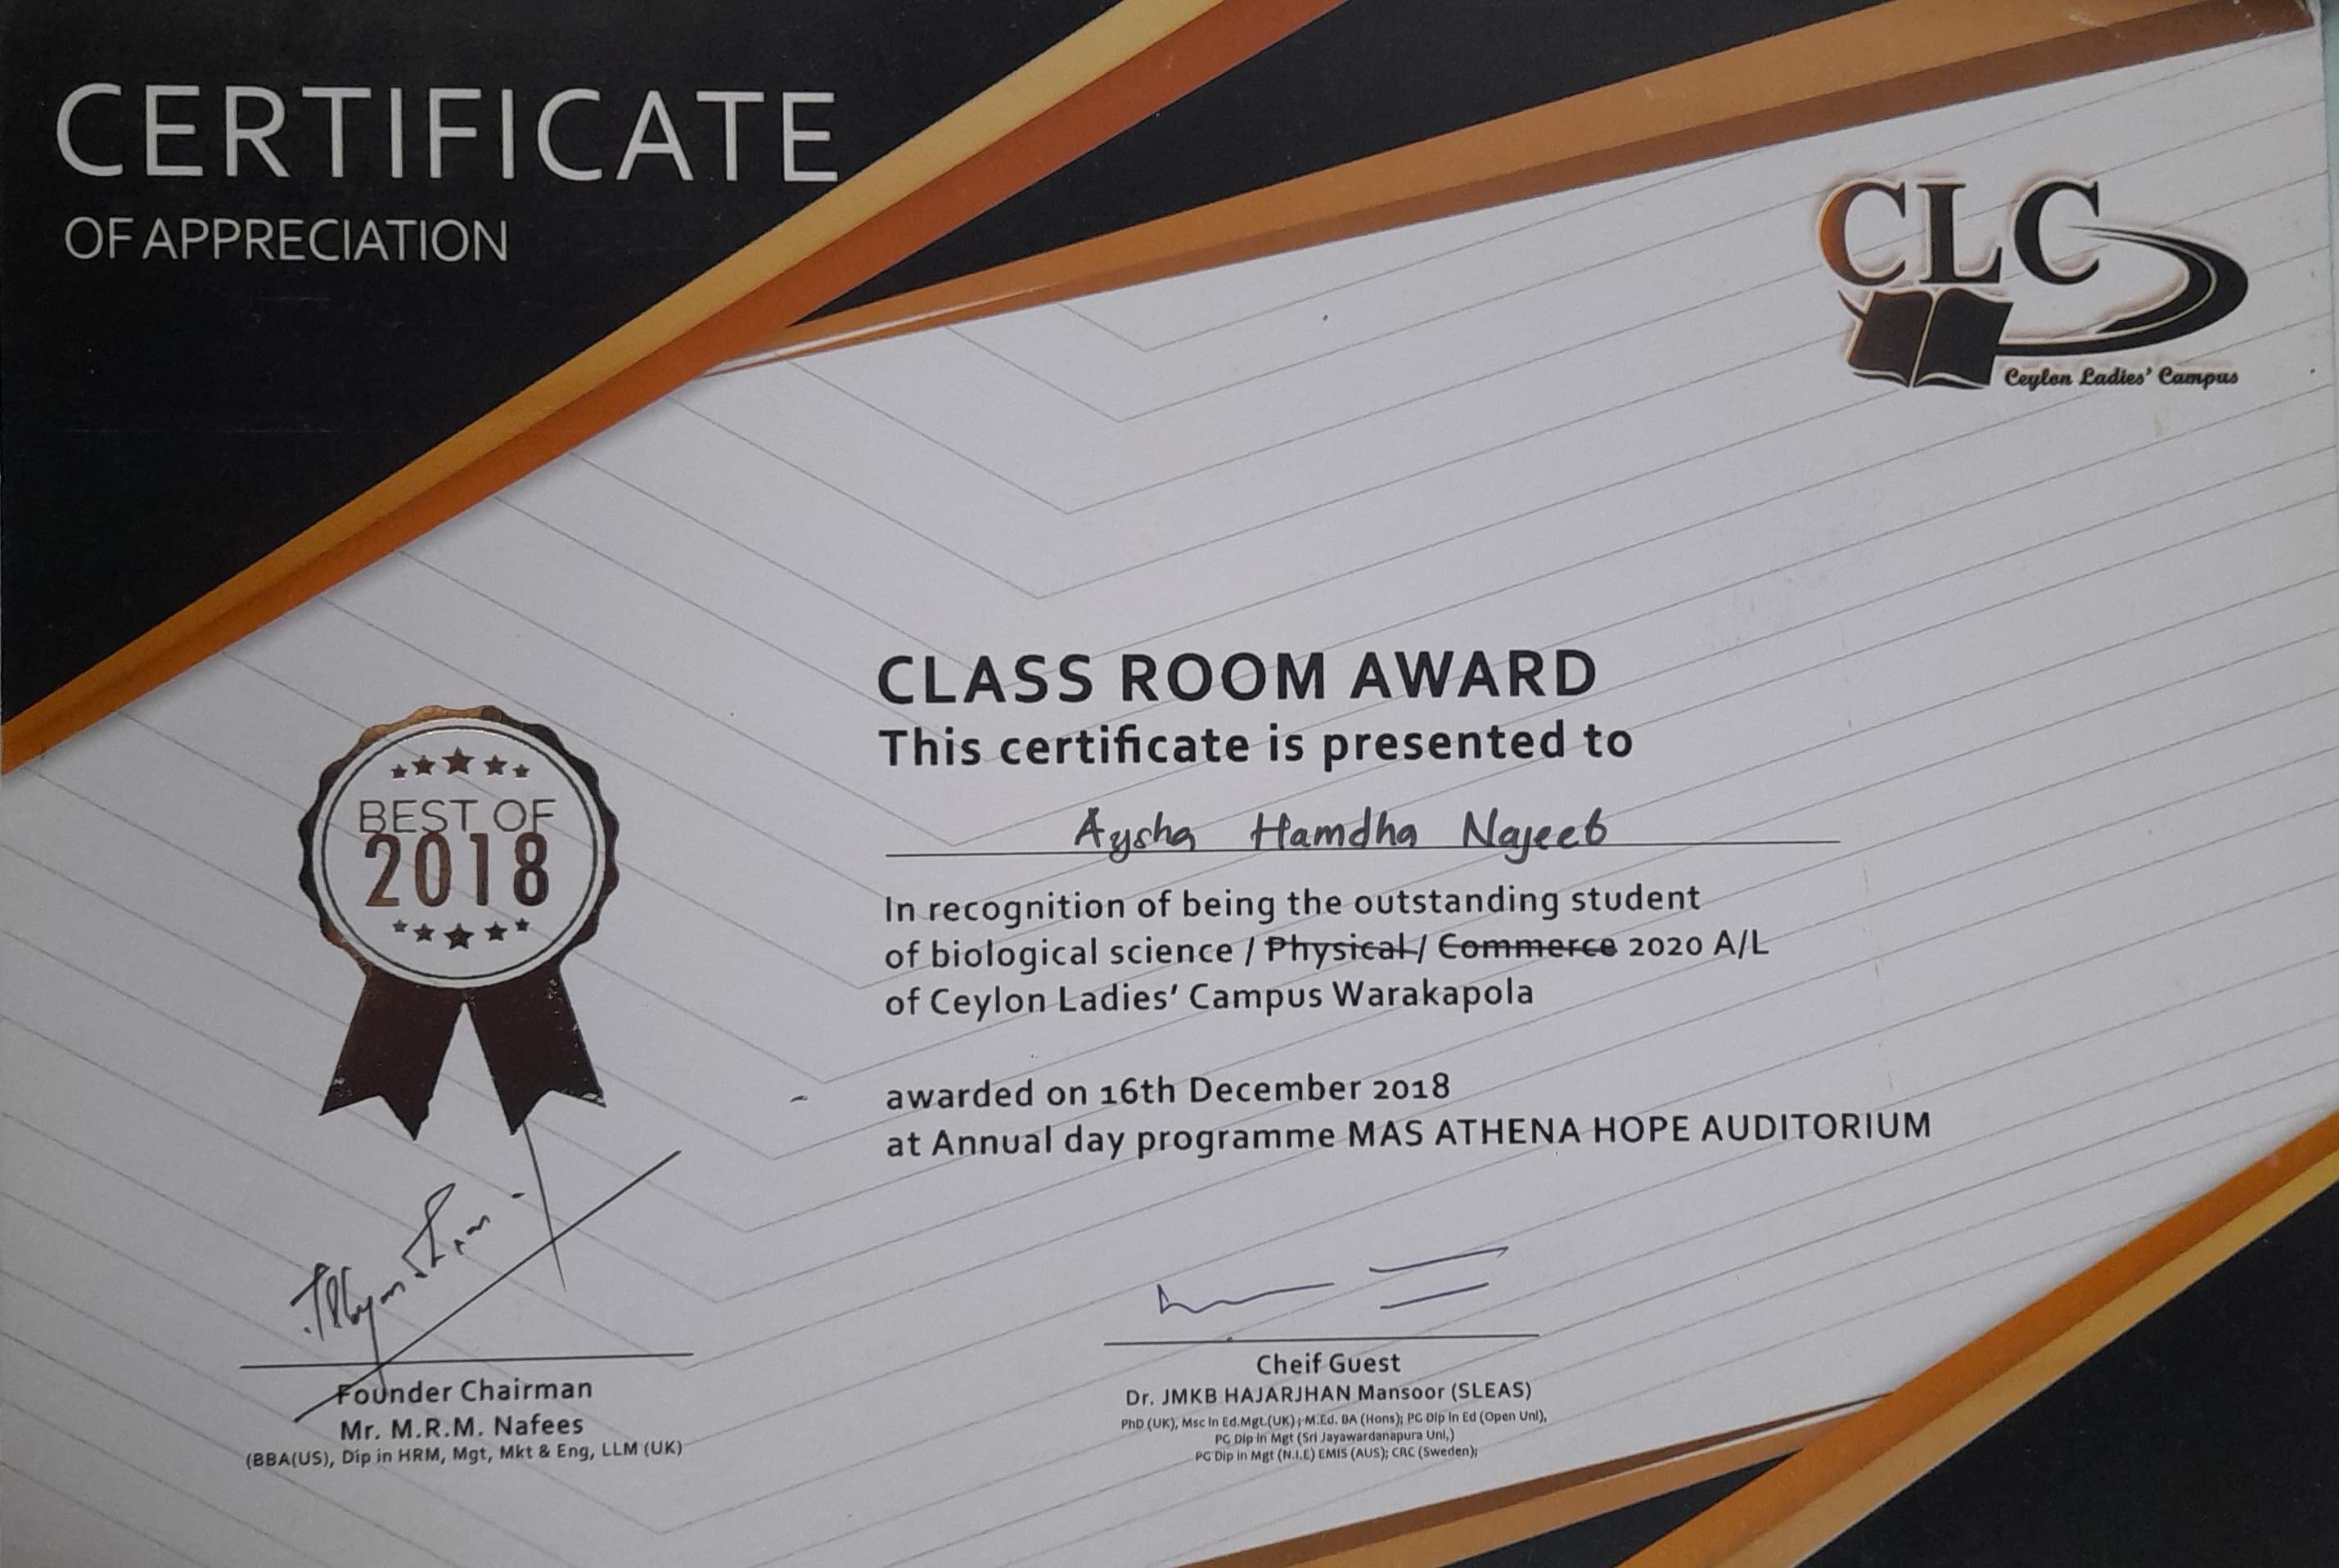 CERTIFICATE
OF APPRECIATION
CLC
Ceylon Ladies' Campus
CLASS ROOM AWARD
This certificate is presented to
Aysha Hamdha Najeeb
In recognition of being the outstanding student
of biological science / Physical / Commerce 2020 A/L
of Ceylon Ladies' Campus Warakapola
awarded on 16th December 2018
at Annual day programme MAS ATHENA HOPE AUDITORIUM
BEST OF
2018
Founder Chairman
Mr. M.R.M. Nafees
(BBA(US), Dip in HRM, Mgt, Mkt & Eng, LLM (UK)
Cheif Guest
Dr. JMKB HAJARJHAN Mansoor (SLEAS)
PhD (UK), Msc in Ed.Mgt.(UK) ; M.Ed. BA (Hons); PG Dip in Ed (Open Uni),
PG Dip in Mgt (Sri Jayawardanapura Uni,)
PG Dip in Mgt (N.I.E) EMIS (AUS); CRC (Sweden);